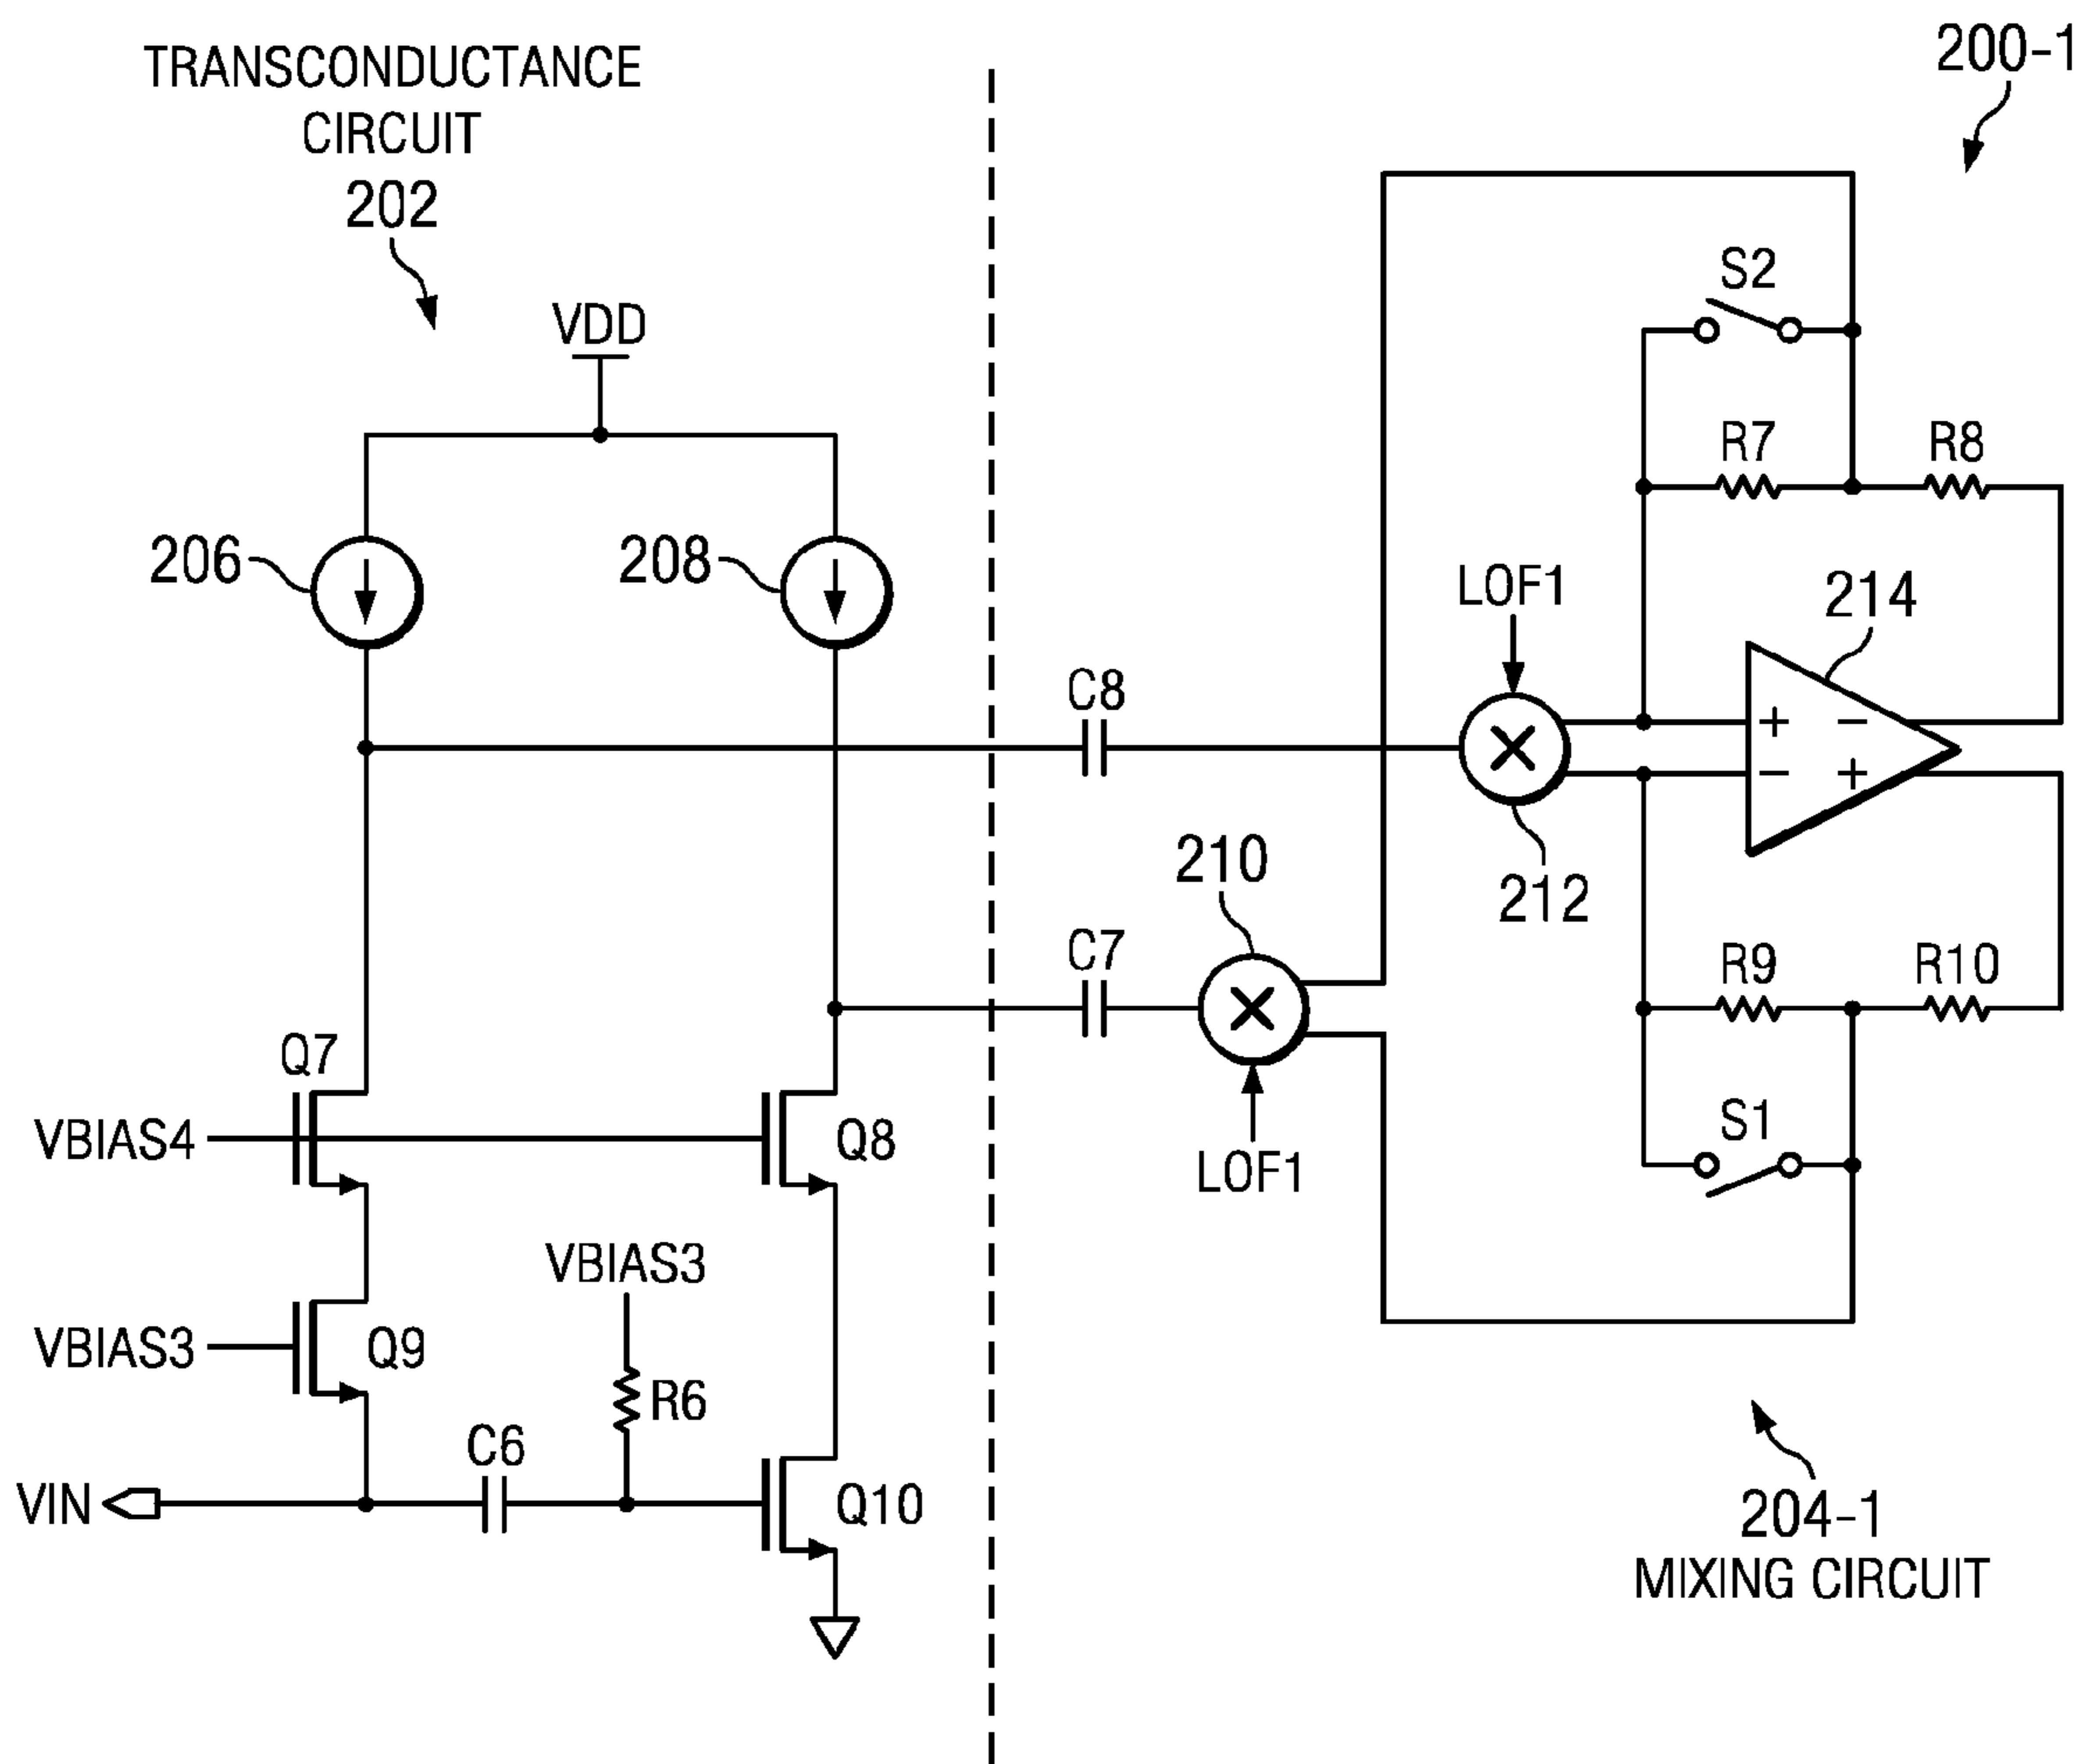 TRANSCONDUCTANCE
CIRCUIT
202
200-1
VDD
206
208
S2
R7
R8
LOF1
214
C8
+
−
−
+
212
210
C7
R9
R10
LOF1
S1
Q7
VBIAS4
Q8
VBIAS3
VBIAS3
Q9
R6
C6
VIN
Q10
204-1
MIXING CIRCUIT